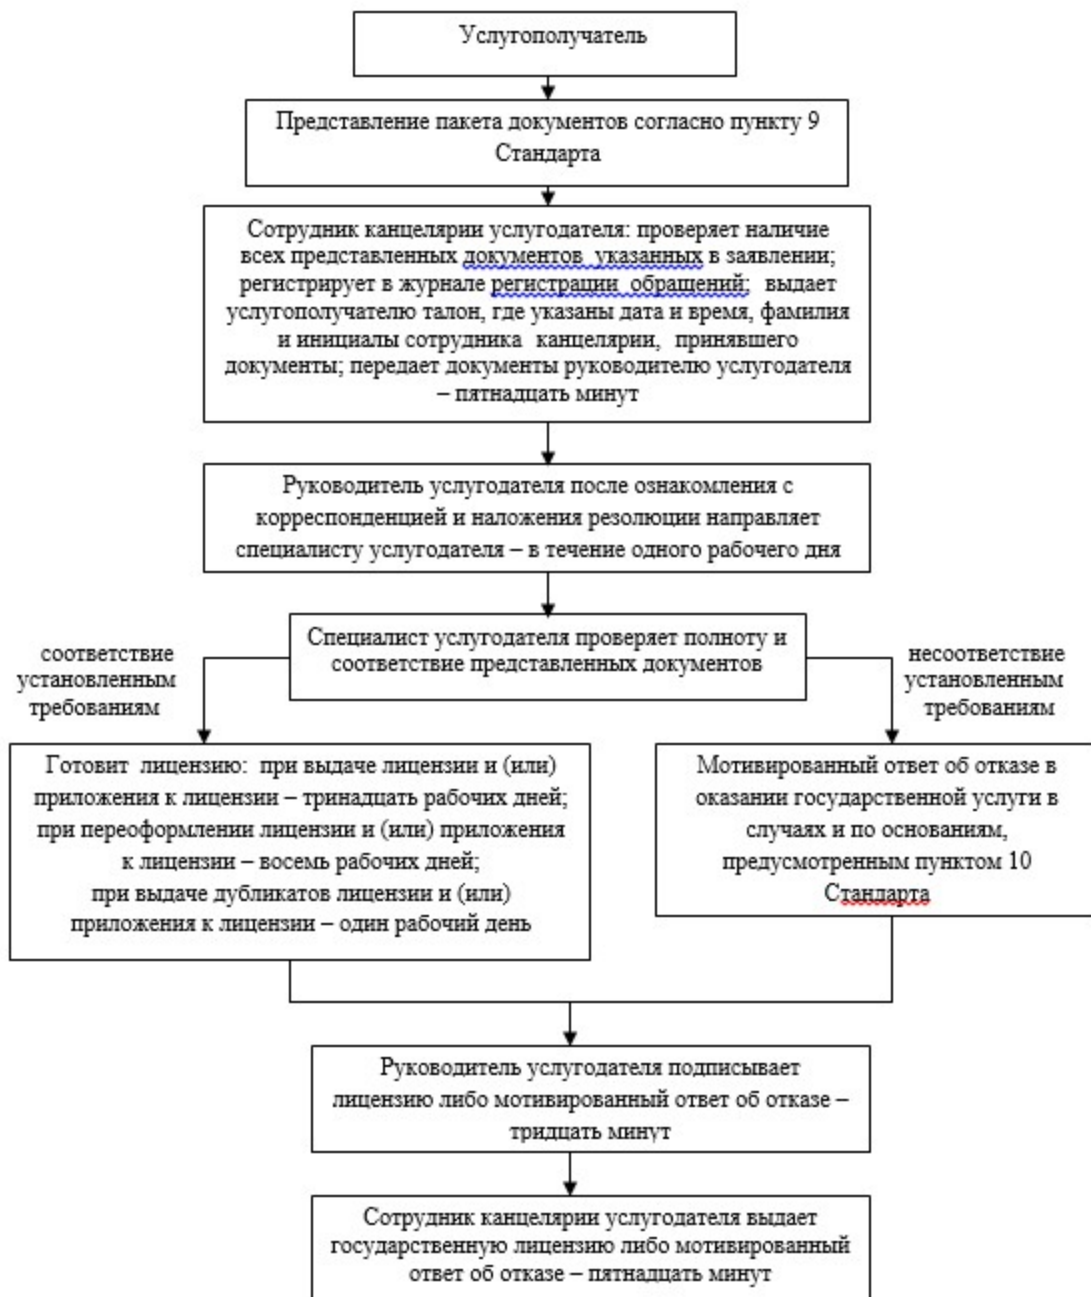 Услугополучатель
Представление пакета документов согласно пункту 9
Стандарта
Сотрудник канцелярии услугодателя: проверяет наличие
всех представленных документов указанных в заявлении;
регистрирует в журнале регистрации обращений; выдает
услугополучателю талон, где указаны дата и время, фамилия
и инициалы сотрудника канцелярии, принявшего
документы; передает документы руководителю услугодателя
– пятнадцать минут
Руководитель услугодателя после ознакомления с
корреспонденцией и наложения резолюции направляет
специалисту услугодателя – в течение одного рабочего дня
Специалист услугодателя проверяет полноту и
соответствие представленных документов
соответствие
установленным
требованиям
несоответствие
установленным
требованиям
Готовит лицензию: при выдаче лицензии и (или)
приложения к лицензии – тринадцать рабочих дней;
при переоформлении лицензии и (или) приложения
к лицензии – восемь рабочих дней;
при выдаче дубликатов лицензии и (или)
приложения к лицензии – один рабочий день
Мотивированный ответ об отказе в
оказании государственной услуги в
случаях и по основаниям,
предусмотренным пунктом 10
Стандарта
Руководитель услугодателя подписывает
лицензию либо мотивированный ответ об отказе –
тридцать минут
Сотрудник канцелярии услугодателя выдает
государственную лицензию либо мотивированный
ответ об отказе – пятнадцать минут